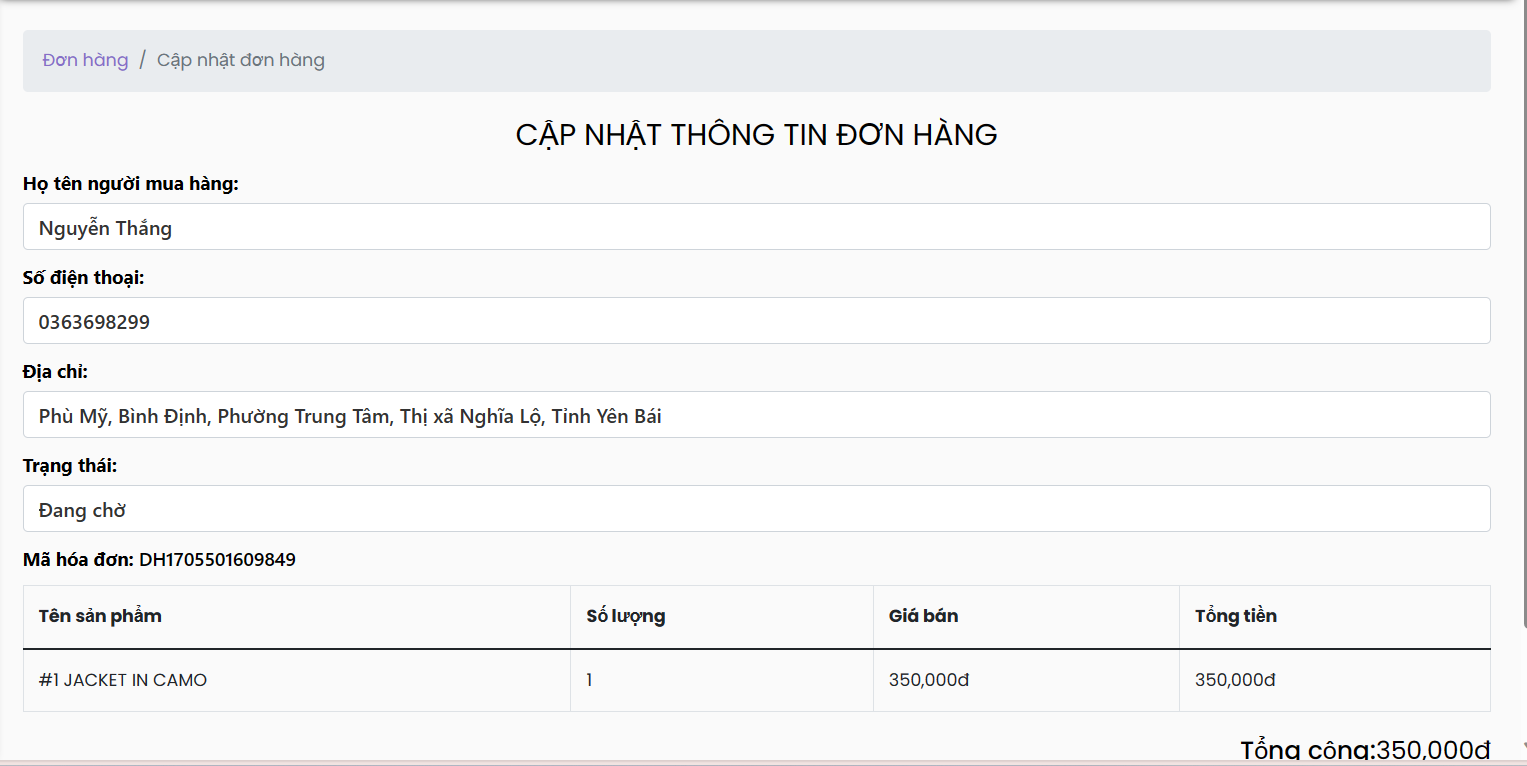 Đơn hàng / Cập nhật đơn hàng
CẬP NHẬT THÔNG TIN ĐƠN HÀNG
Họ tên người mua hàng:
Nguyễn Thắng
Số điện thoại:
0363698299
Địa chỉ:
Phù Mỹ, Bình Định, Phường Trung Tâm, Thị xã Nghĩa Lộ, Tỉnh Yên Bái
Trạng thái:
Đang chờ
Mã hóa đơn: DH1705501609849
Tên sản phẩm Số lượng Giá bán Tổng tiền
#1 JACKET IN CAMO 1 350,000đ 350,000đ
Tổng cộng:350,000đ